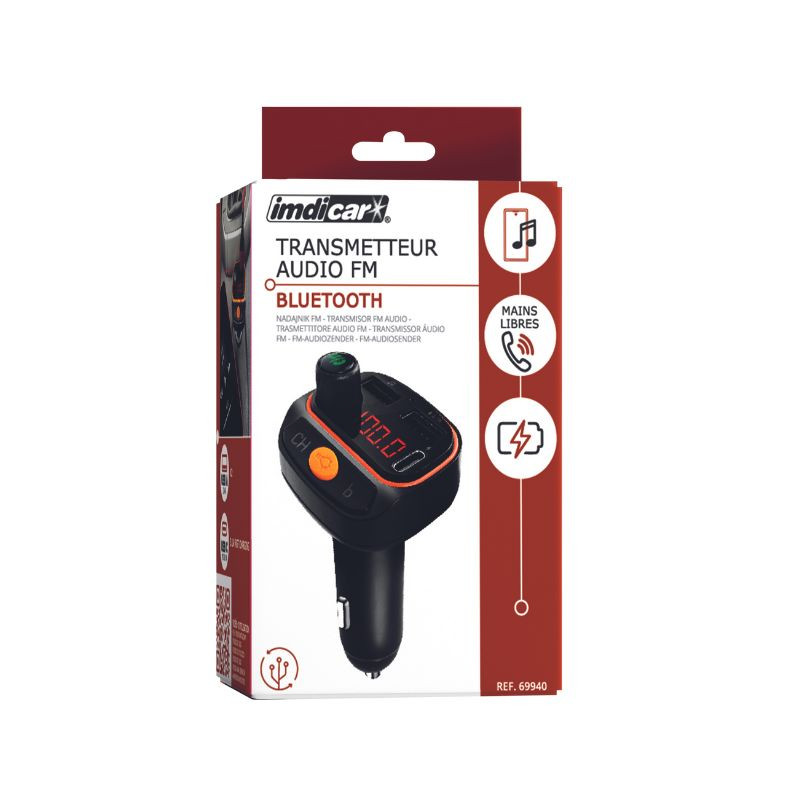 imdicar®
TRANSMETTEUR
AUDIO FM
BLUETOOTH
NADAJNIK FM - TRANSMISOR FM AUDIO -
TRASMETTITORE AUDIO FM - TRANSMISSOR ÁUDIO
FM - FM-AUDIOZENDER - FM-AUDIOSENDER
MAINS
LIBRES
100.0
CH
REF. 69940